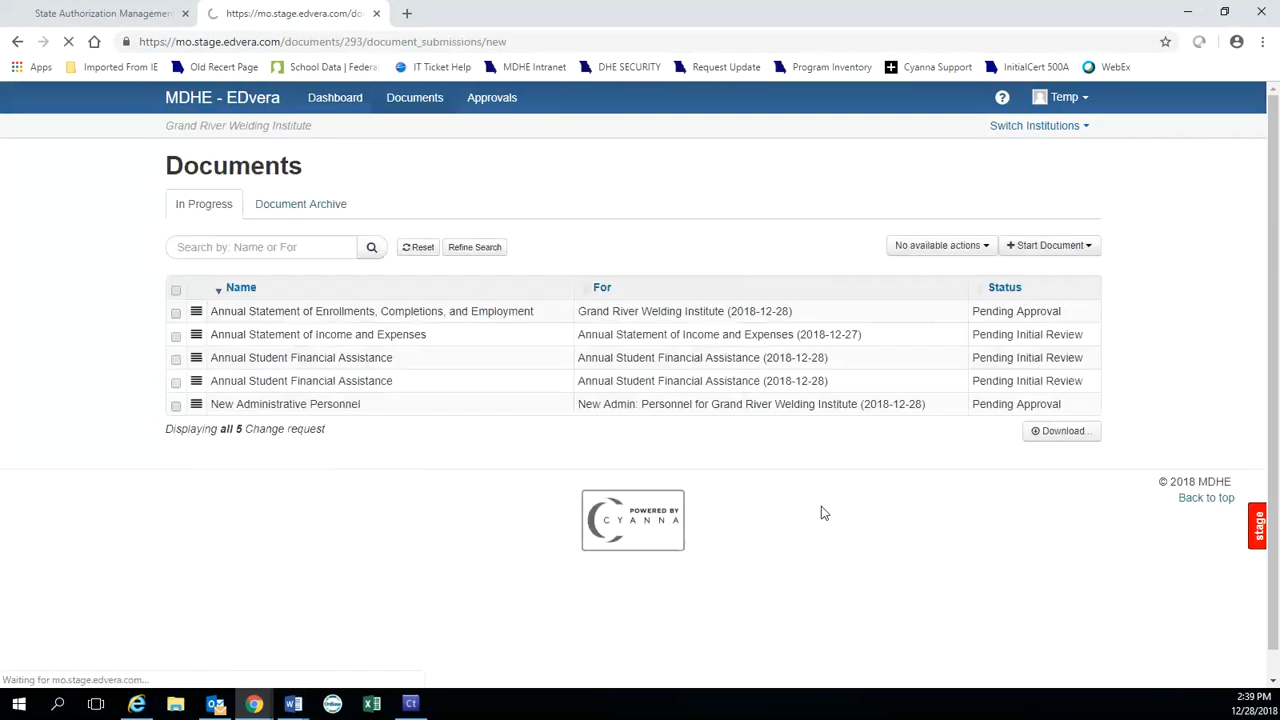 State Authorization Managemen
https://mo.stage.edvera.com/do
https://mo.stage.edvera.com/documents/293/document_submissions/new
Apps Imported From IE Old Recert Page School Data | Federa IT Ticket Help MDHE Intranet DHE SECURITY Request Update Program Inventory Cyanna Support InitialCert 500A WebEx
MDHE - EDvera Dashboard Documents Approvals ? Temp
Grand River Welding Institute Switch Institutions
Documents
In Progress Document Archive
Search by: Name or For Reset Refine Search No available actions + Start Document
Name For Status
Annual Statement of Enrollments, Completions, and Employment Grand River Welding Institute (2018-12-28) Pending Approval
Annual Statement of Income and Expenses Annual Statement of Income and Expenses (2018-12-27) Pending Initial Review
Annual Student Financial Assistance Annual Student Financial Assistance (2018-12-28) Pending Initial Review
Annual Student Financial Assistance Annual Student Financial Assistance (2018-12-28) Pending Initial Review
New Administrative Personnel New Admin: Personnel for Grand River Welding Institute (2018-12-28) Pending Approval
Displaying all 5 Change request Download...
© 2018 MDHE
Back to top
POWERED BY
CYANNA
stage
Waiting for mo.stage.edvera.com...
Ct
2:39 PM
12/28/2018